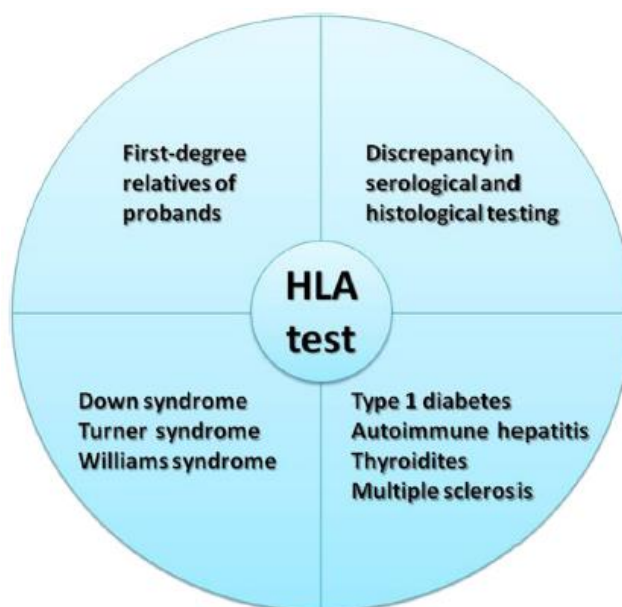 First-degree
relatives of
probands
Discrepancy in
serological and
histological testing
HLA
test
Down syndrome
Turner syndrome
Williams syndrome
Type 1 diabetes
Autoimmune hepatitis
Thyroidites
Multiple sclerosis